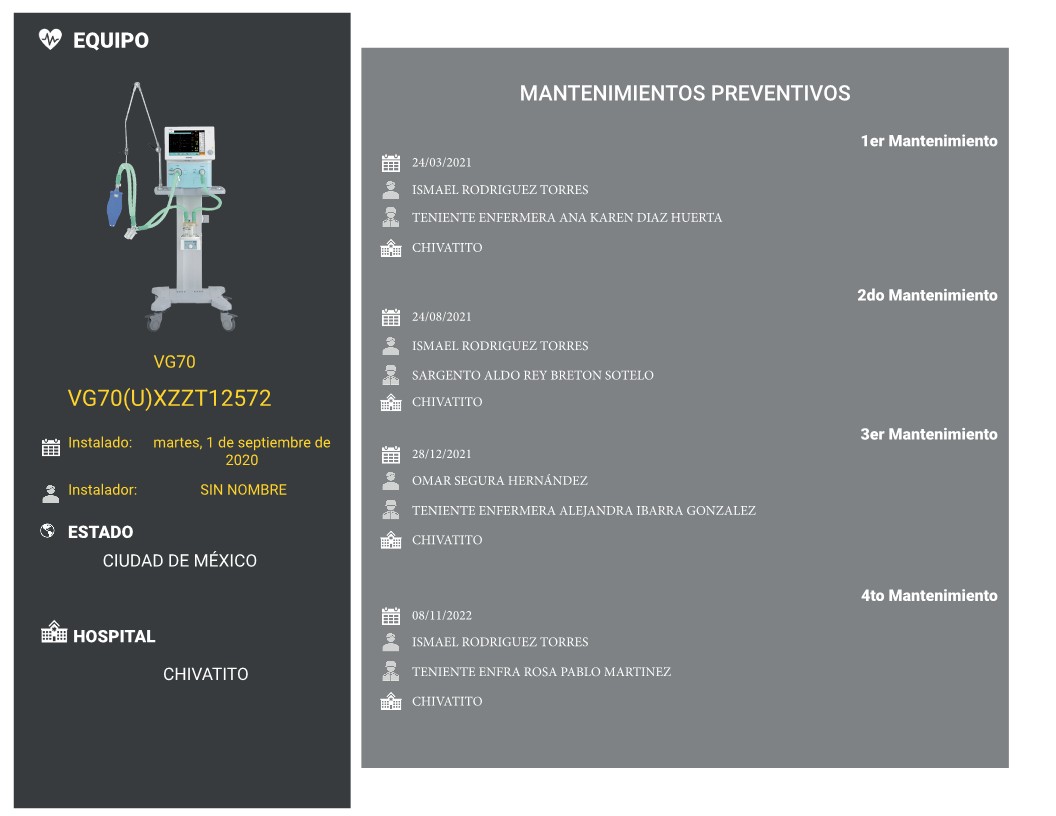 EQUIPO
VG70
VG70(U)XZZT12572
Instalado: martes, 1 de septiembre de
2020
Instalador: SIN NOMBRE
ESTADO
CIUDAD DE MÉXICO
HOSPITAL
CHIVATITO
MANTENIMIENTOS PREVENTIVOS
1er Mantenimiento
24/03/2021
ISMAEL RODRIGUEZ TORRES
TENIENTE ENFERMERA ANA KAREN DIAZ HUERTA
CHIVATITO
2do Mantenimiento
24/08/2021
ISMAEL RODRIGUEZ TORRES
SARGENTO ALDO REY BRETON SOTELO
CHIVATITO
3er Mantenimiento
28/12/2021
OMAR SEGURA HERNÁNDEZ
TENIENTE ENFERMERA ALEJANDRA IBARRA GONZALEZ
CHIVATITO
4to Mantenimiento
08/11/2022
ISMAEL RODRIGUEZ TORRES
TENIENTE ENFRA ROSA PABLO MARTINEZ
CHIVATITO